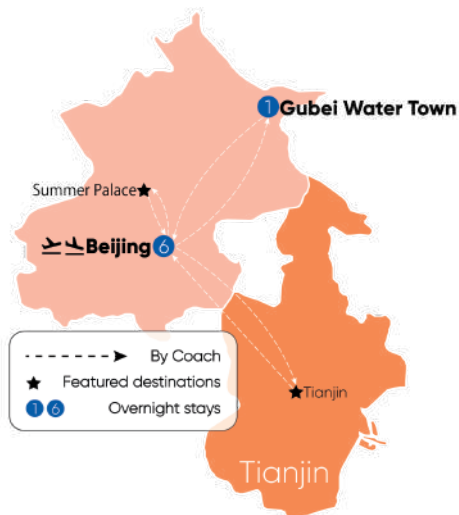 1 Gubei Water Town
Summer Palace
Beijing 6
By Coach
Featured destinations
1 6 Overnight stays
Tianjin
Tianjin